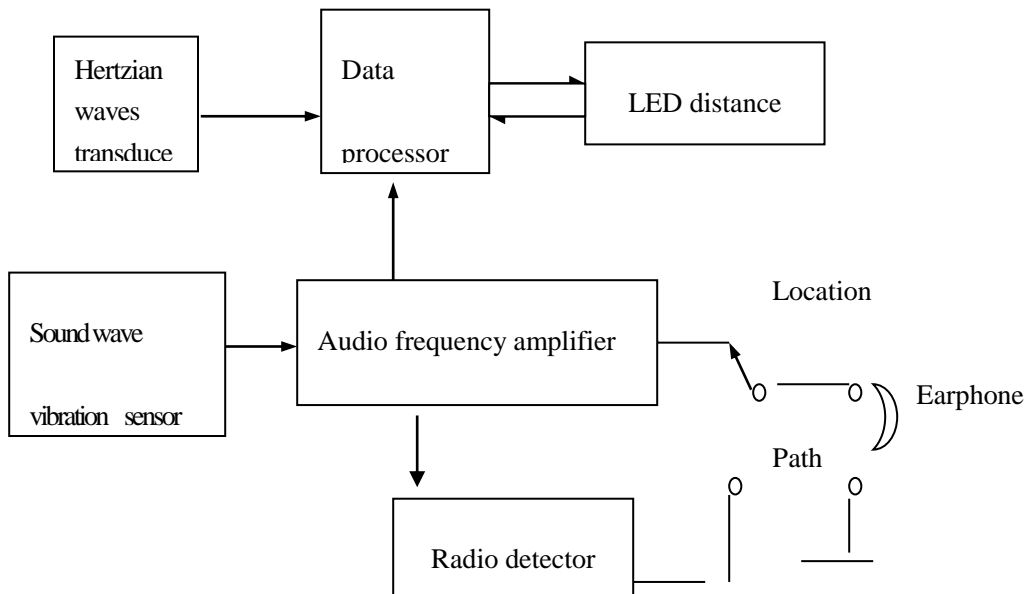 Hertzian
waves
transduce
Data
processor
LED distance
Sound wave
vibration sensor
Audio frequency amplifier
Location
Earphone
Path
Radio detector